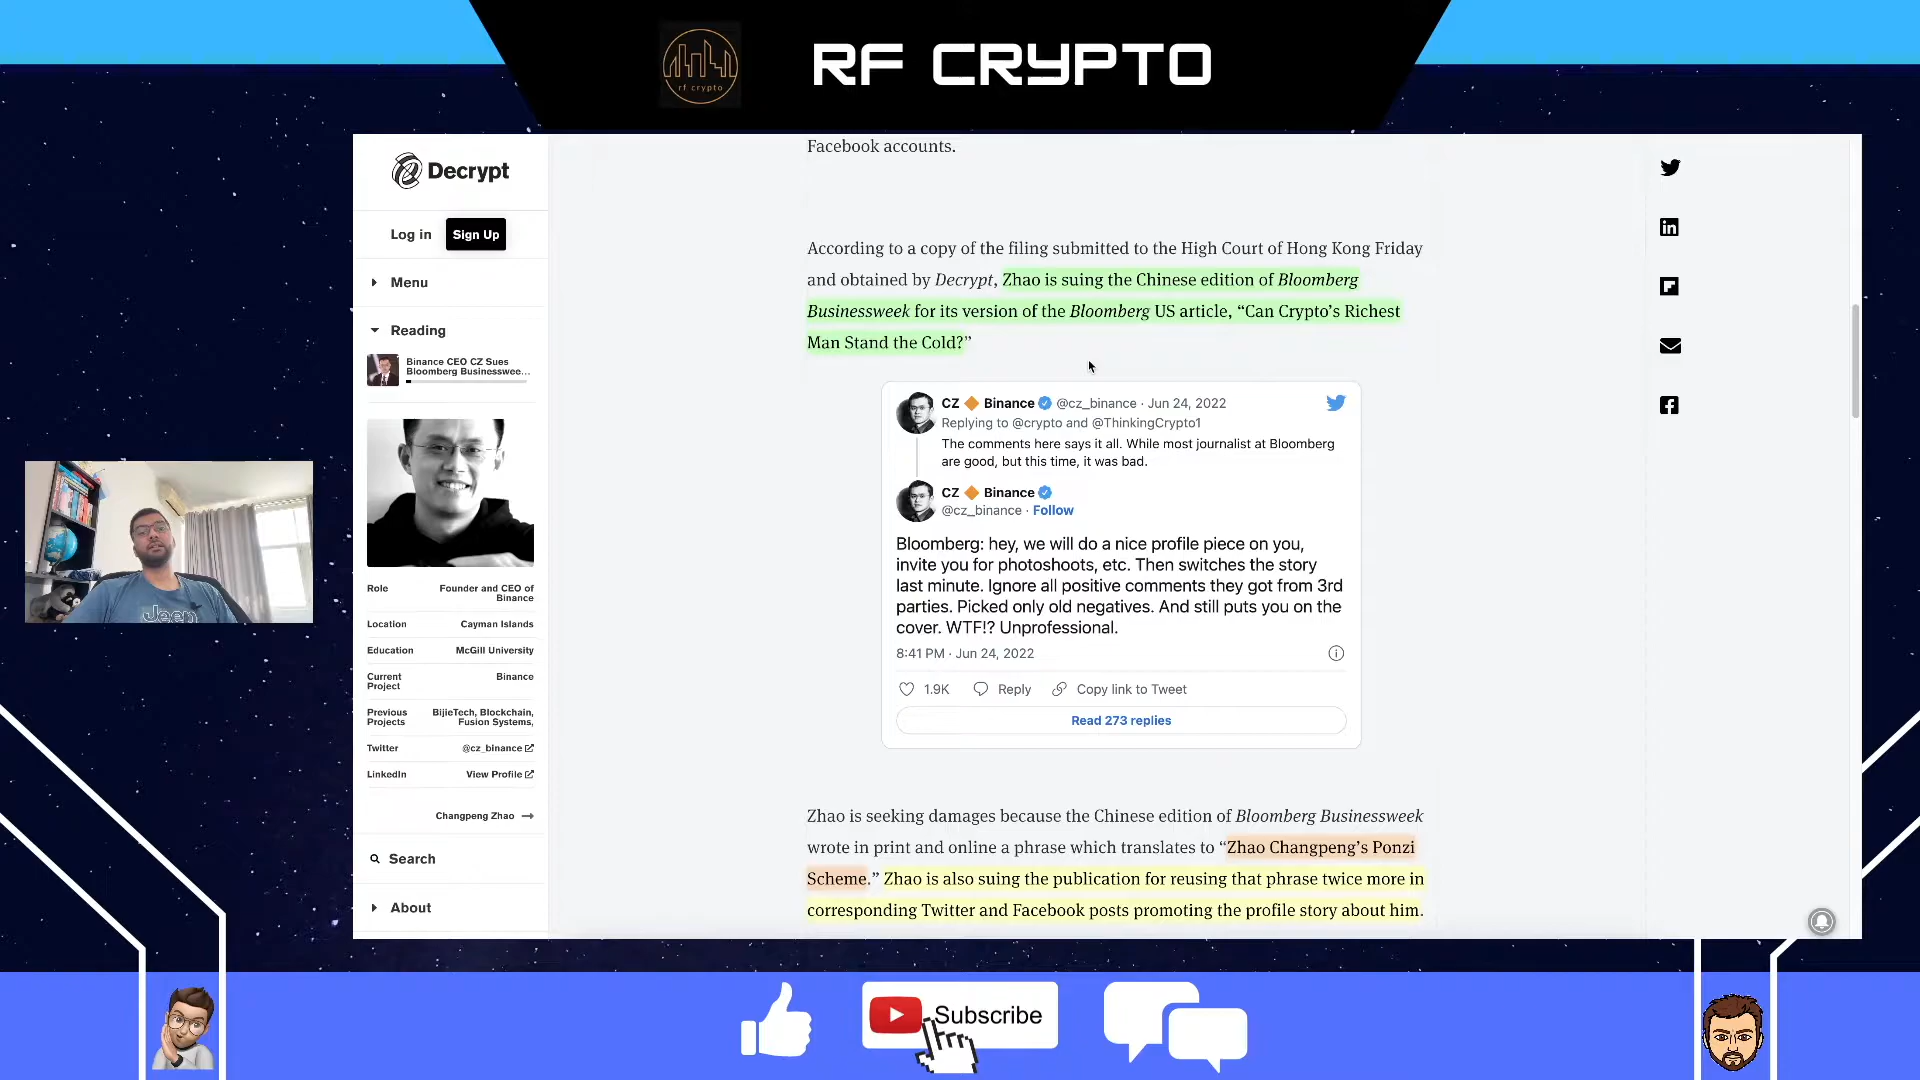 rf crypto
RF CRYPTO
Decrypt
Log in
Sign Up
Menu
Reading
Binance CEO CZ Sues
Bloomberg Businesswee...
Role Founder and CEO of
Binance
Location Cayman Islands
Education McGill University
Current
Project Binance
Previous
Projects BijieTech, Blockchain,
Fusion Systems,
Twitter @cz_binance
LinkedIn View Profile
Changpeng Zhao →
Search
About
Facebook accounts.
According to a copy of the filing submitted to the High Court of Hong Kong Friday
and obtained by Decrypt, Zhao is suing the Chinese edition of Bloomberg
Businessweek for its version of the Bloomberg US article, “Can Crypto’s Richest
Man Stand the Cold?”
CZ 🔶 Binance @cz_binance · Jun 24, 2022
Replying to @crypto and @ThinkingCrypto1
The comments here says it all. While most journalist at Bloomberg
are good, but this time, it was bad.
CZ 🔶 Binance
@cz_binance · Follow
Bloomberg: hey, we will do a nice profile piece on you,
invite you for photoshoots, etc. Then switches the story
last minute. Ignore all positive comments they got from 3rd
parties. Picked only old negatives. And still puts you on the
cover. WTF!? Unprofessional.
8:41 PM · Jun 24, 2022
1.9K Reply Copy link to Tweet
Read 273 replies
Zhao is seeking damages because the Chinese edition of Bloomberg Businessweek
wrote in print and online a phrase which translates to “Zhao Changpeng’s Ponzi
Scheme.” Zhao is also suing the publication for reusing that phrase twice more in
corresponding Twitter and Facebook posts promoting the profile story about him.
Jeep
Subscribe